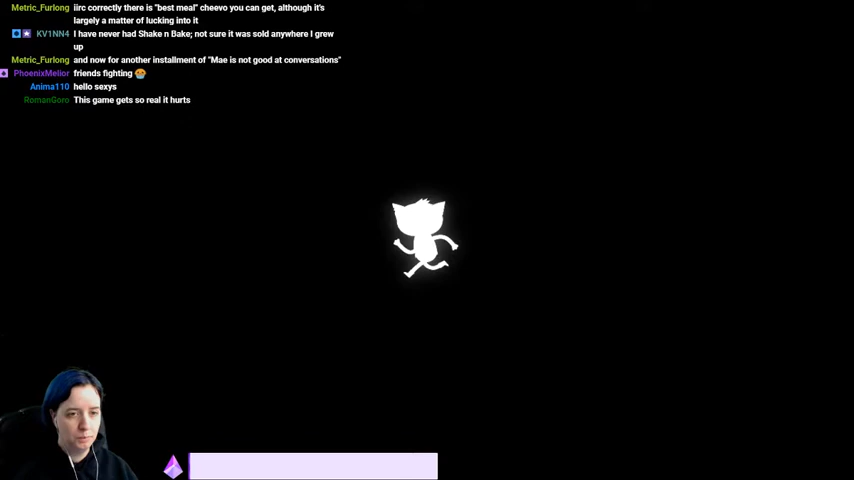 Metric_Furlong iirc correctly there is "best meal" cheevo you can get, although it's
largely a matter of lucking into it
KV1NN4 I have never had Shake n Bake; not sure it was sold anywhere I grew
up
Metric_Furlong and now for another installment of "Mae is not good at conversations"
PhoenixMelior friends fighting
Anima110 hello sexys
RomanGoro This game gets so real it hurts